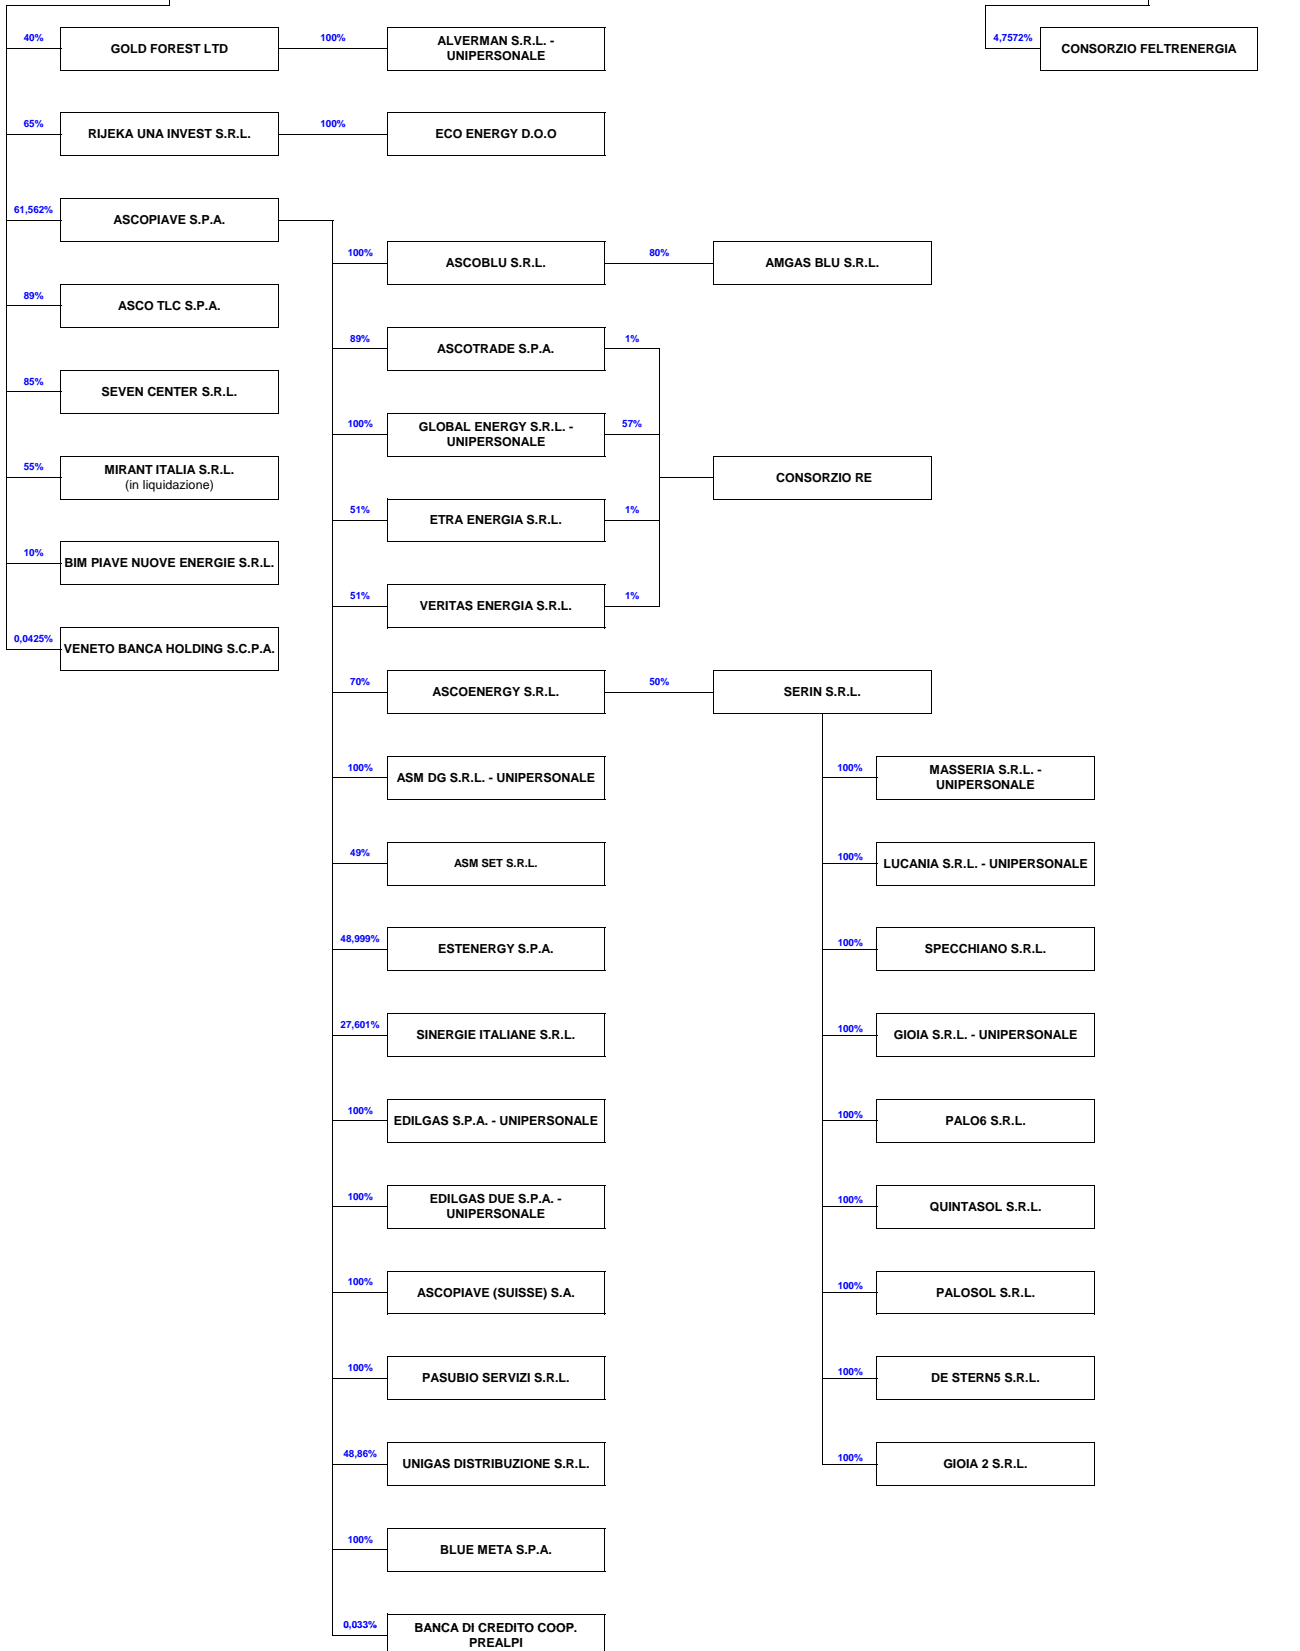 40%
GOLD FOREST LTD
100%
ALVERMAN S.R.L. -
UNIPERSONALE
4,7572%
CONSORZIO FELTRENERGIA
65%
RIJEKA UNA INVEST S.R.L.
100%
ECO ENERGY D.O.O
61,562%
ASCOPIAVE S.P.A.
100%
ASCOBLU S.R.L.
80%
AMGAS BLU S.R.L.
89%
ASCO TLC S.P.A.
89%
ASCOTRADE S.P.A.
1%
85%
SEVEN CENTER S.R.L.
100%
GLOBAL ENERGY S.R.L. -
UNIPERSONALE
57%
55%
MIRANT ITALIA S.R.L.
(in liquidazione)
CONSORZIO RE
51%
ETRA ENERGIA S.R.L.
1%
10%
BIM PIAVE NUOVE ENERGIE S.R.L.
51%
VERITAS ENERGIA S.R.L.
1%
0,0425%
VENETO BANCA HOLDING S.C.P.A.
70%
ASCOENERGY S.R.L.
50%
SERIN S.R.L.
100%
ASM DG S.R.L. - UNIPERSONALE
100%
MASSERIA S.R.L. -
UNIPERSONALE
49%
ASM SET S.R.L.
100%
LUCANIA S.R.L. - UNIPERSONALE
48,999%
ESTENERGY S.P.A.
100%
SPECCHIANO S.R.L.
27,601%
SINERGIE ITALIANE S.R.L.
100%
GIOIA S.R.L. - UNIPERSONALE
100%
EDILGAS S.P.A. - UNIPERSONALE
100%
PALO6 S.R.L.
100%
EDILGAS DUE S.P.A. -
UNIPERSONALE
100%
QUINTASOL S.R.L.
100%
ASCOPIAVE (SUISSE) S.A.
100%
PALOSOL S.R.L.
100%
PASUBIO SERVIZI S.R.L.
100%
DE STERN5 S.R.L.
48,86%
UNIGAS DISTRIBUZIONE S.R.L.
100%
GIOIA 2 S.R.L.
100%
BLUE META S.P.A.
0,033%
BANCA DI CREDITO COOP.
PREALPI